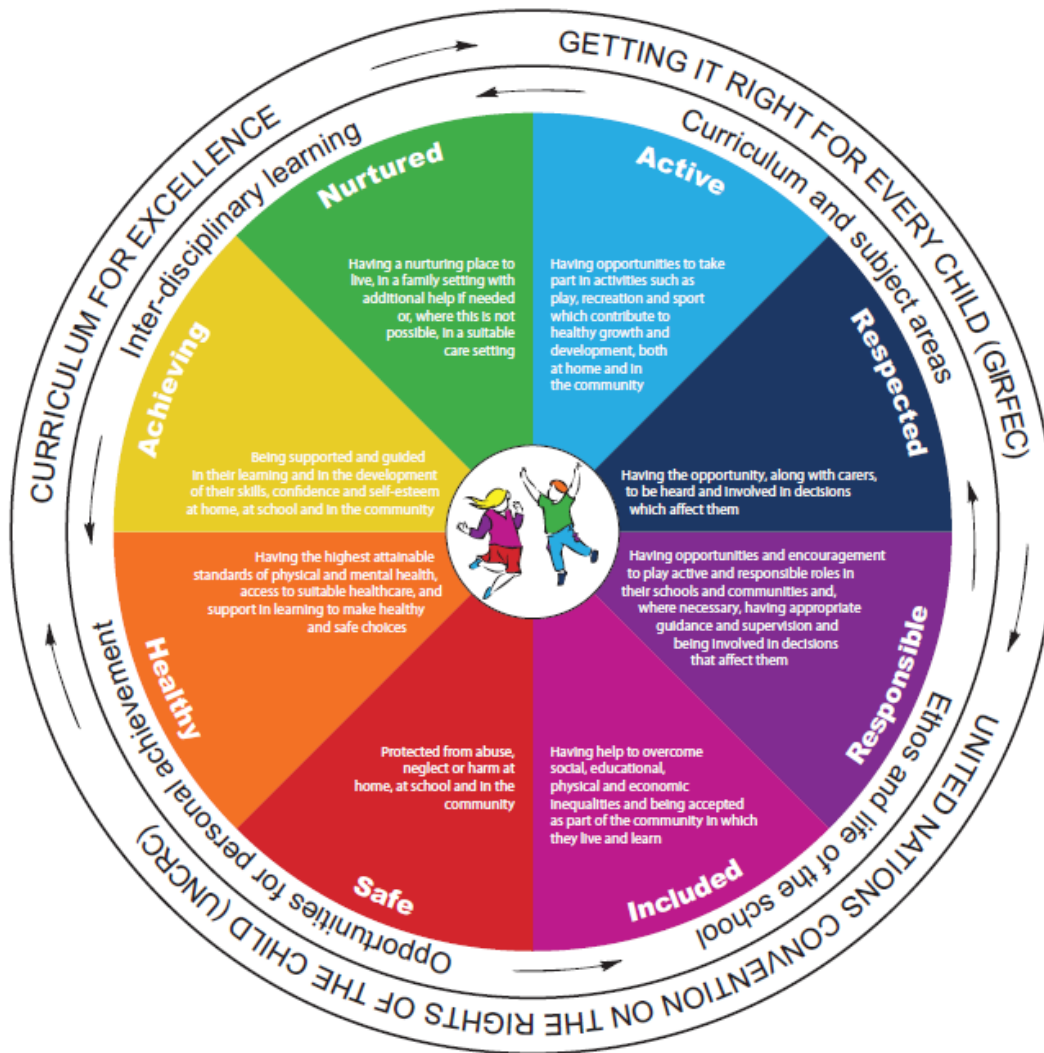 CURRICULUM FOR EXCELLENCE
GETTING IT RIGHT FOR EVERY CHILD (GIRFEC)
UNITED NATIONS CONVENTION ON THE RIGHTS OF THE CHILD (UNCRC)
Inter-disciplinary learning
Curriculum and subject areas
Ethos and life of the school
Opportunities for personal achievement
Nurtured
Having a nurturing place to
live, in a family setting with
additional help if needed
or, where this is not
possible, in a suitable
care setting
Active
Having opportunities to take
part in activities such as
play, recreation and sport
which contribute to
healthy growth and
development, both
at home and in
the community
Respected
Having the opportunity, along with carers,
to be heard and involved in decisions
which affect them
Responsible
Having opportunities and encouragement
to play active and responsible roles in
their schools and communities and,
where necessary, having appropriate
guidance and supervision and
being involved in decisions
that affect them
Included
Having help to overcome
social, educational,
physical and economic
inequalities and being accepted
as part of the community in which
they live and learn
Safe
Protected from abuse,
neglect or harm at
home, at school and in the
community
Healthy
Having the highest attainable
standards of physical and mental health,
access to suitable healthcare, and
support in learning to make healthy
and safe choices
Achieving
Being supported and guided
in their learning and in the development
of their skills, confidence and self-esteem
at home, at school and in the community